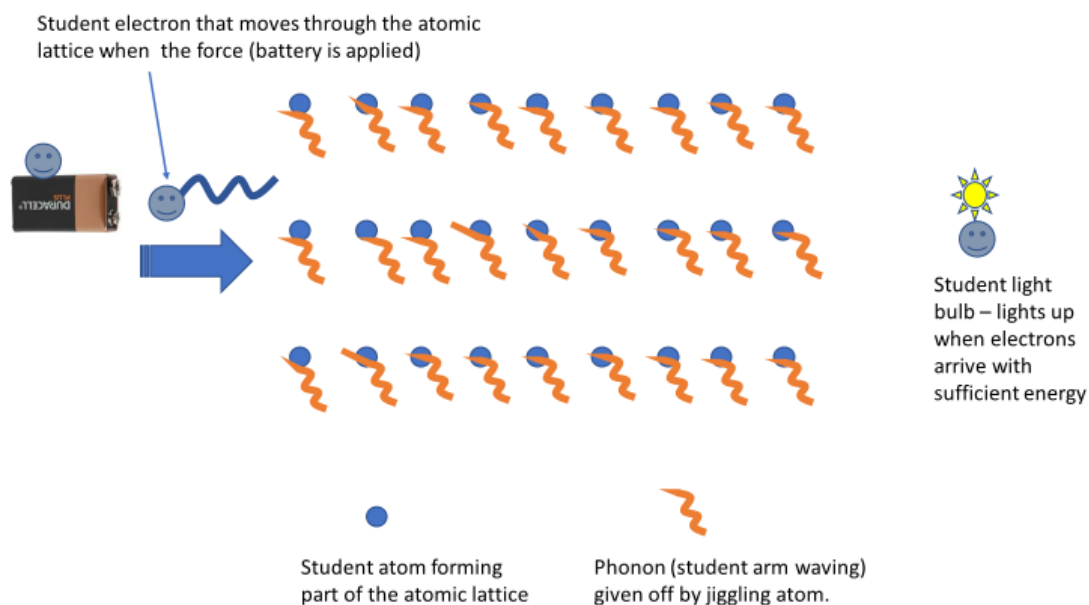 Student electron that moves through the atomic
lattice when the force (battery is applied)
DURACELL
PLUS
Student light
bulb – lights up
when electrons
arrive with
sufficient energy
Student atom forming
part of the atomic lattice
Phonon (student arm waving)
given off by jiggling atom.